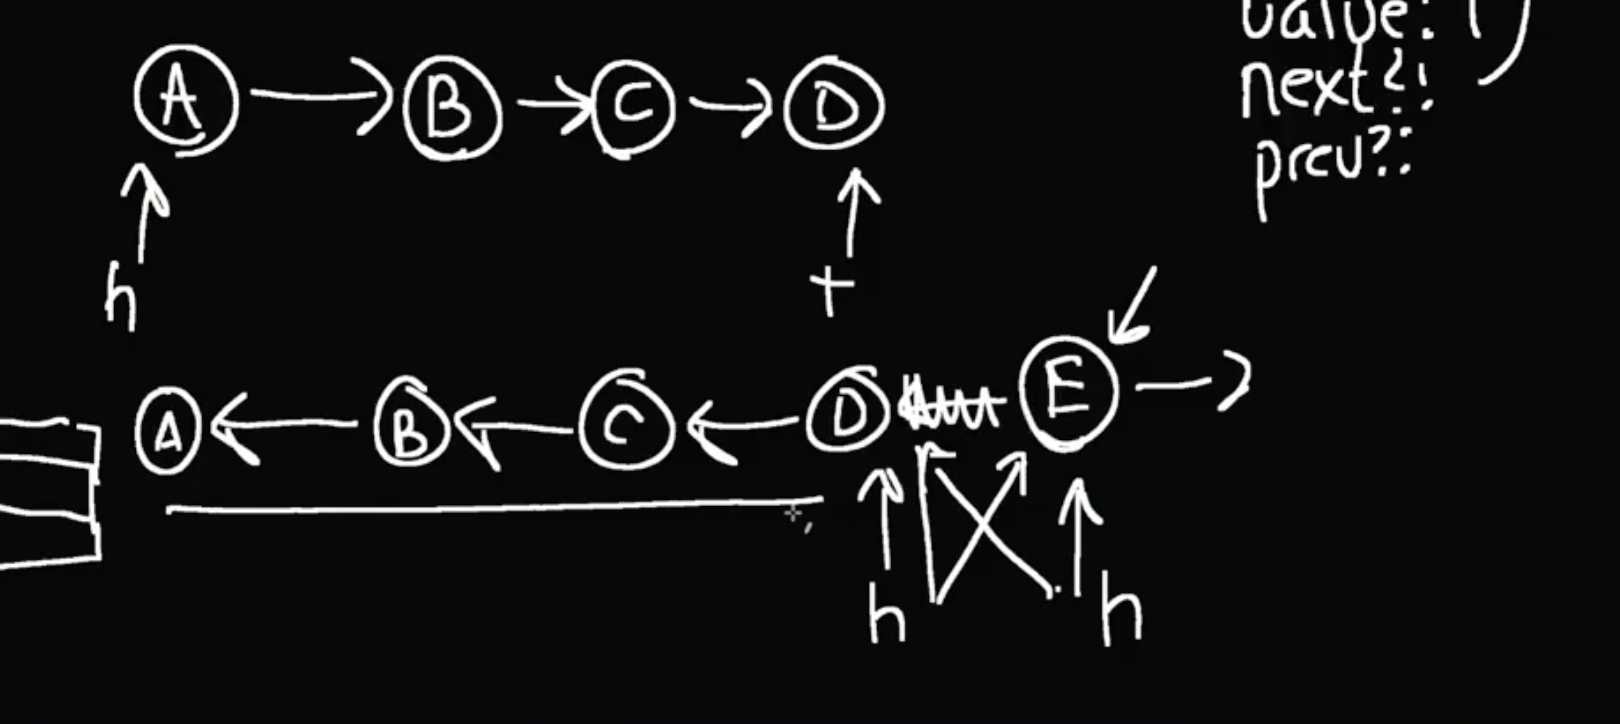 value: T
next?:
prev?:
A B C D
h t
A B C D E
h h